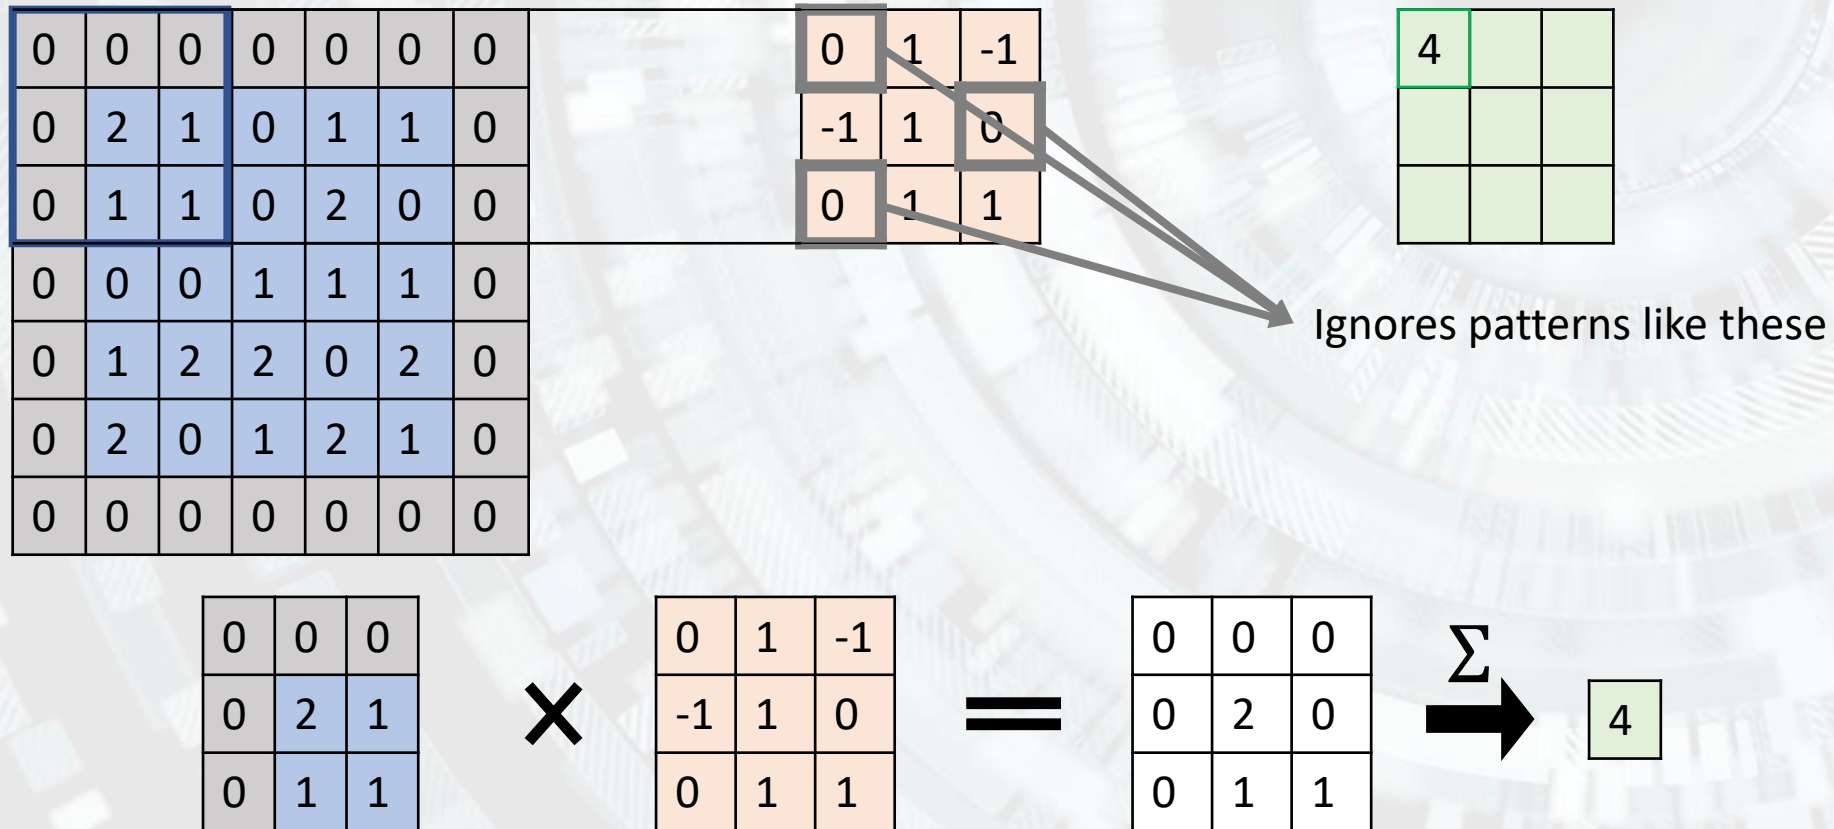 0 0 0 0 0 0 0 0 1 -1 4
0 2 1 0 1 1 0 -1 1 0
0 1 1 0 2 0 0 0 1 1
0 0 0 1 1 1 0
Ignores patterns like these
0 1 2 2 0 2 0
0 2 0 1 2 1 0
0 0 0 0 0 0 0
0 0 0 0 1 -1 0 0 0 Σ
0 2 1 × -1 1 0 = 0 2 0 4
0 1 1 0 1 1 0 1 1